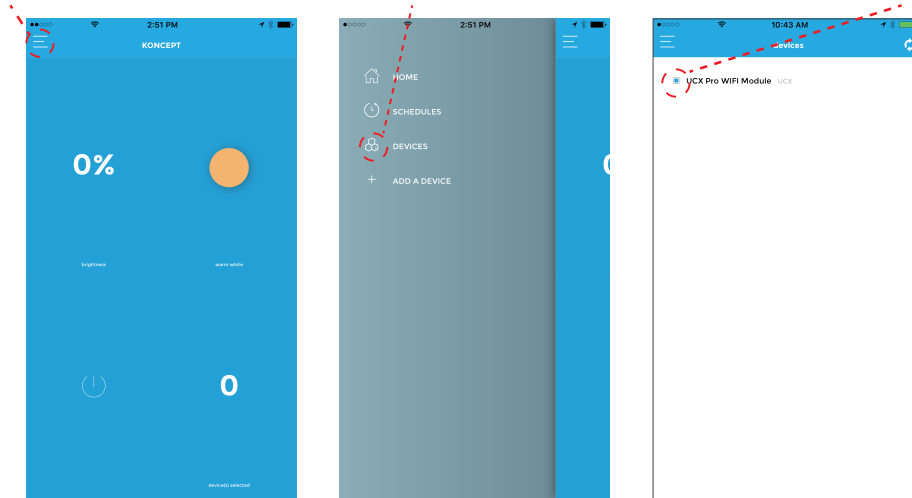 2:51 PM
KONCEPT
0%
brightness
warm white
0
device(s) selected
2:51 PM
HOME
SCHEDULES
DEVICES
ADD A DEVICE
10:43 AM
Devices
UCX Pro WIFI Module UCX